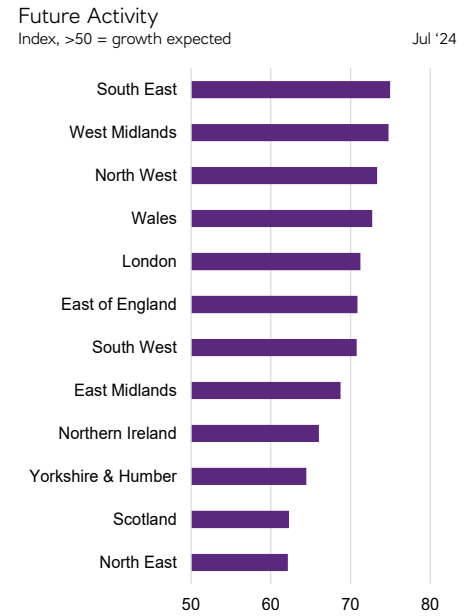 Future Activity
Index, >50 = growth expected
Jul ‘24
South East
West Midlands
North West
Wales
London
East of England
South West
East Midlands
Northern Ireland
Yorkshire & Humber
Scotland
North East
50 60 70 80